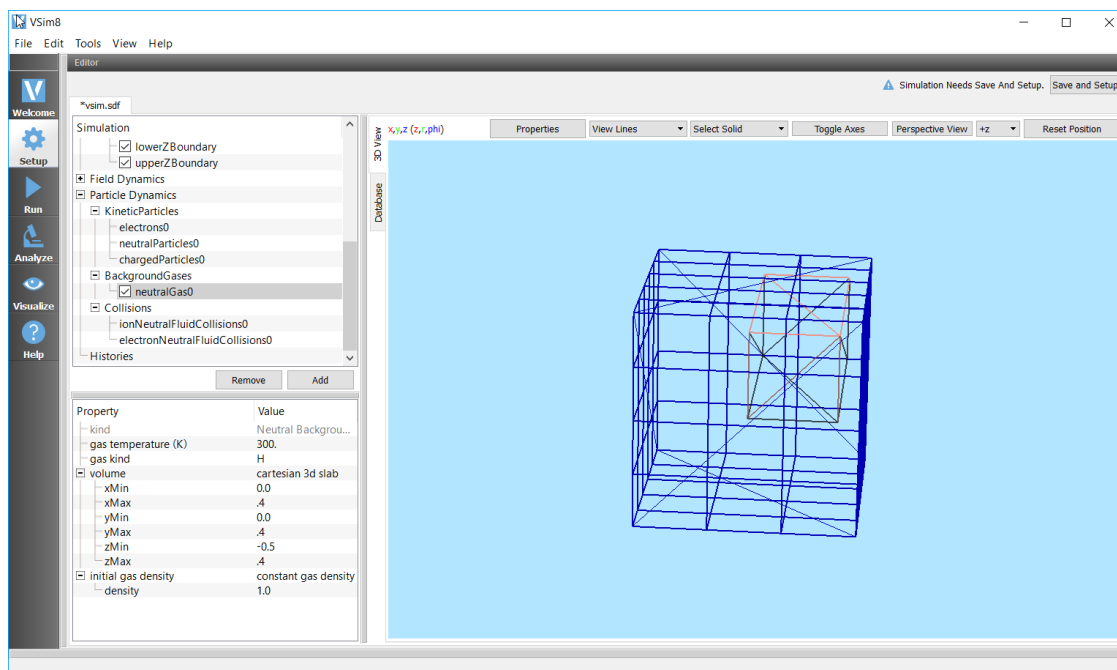 VSim8
File Edit Tools View Help
Editor
Simulation Needs Save And Setup. Save and Setup
Welcome
Setup
Run
Analyze
Visualize
Help
*vsim.sdf
Simulation
lowerZBoundary
upperZBoundary
Field Dynamics
Particle Dynamics
KineticParticles
electrons0
neutralParticles0
chargedParticles0
BackgroundGases
neutralGas0
Collisions
ionNeutralFluidCollisions0
electronNeutralFluidCollisions0
Histories
Remove Add
Property Value
kind Neutral Backgrou...
gas temperature (K) 300.
gas kind H
volume cartesian 3d slab
xMin 0.0
xMax .4
yMin 0.0
yMax .4
zMin -0.5
zMax .4
initial gas density constant gas density
density 1.0
3D View
Database
x,y,z (z,r,phi) Properties View Lines Select Solid Toggle Axes Perspective View +z Reset Position